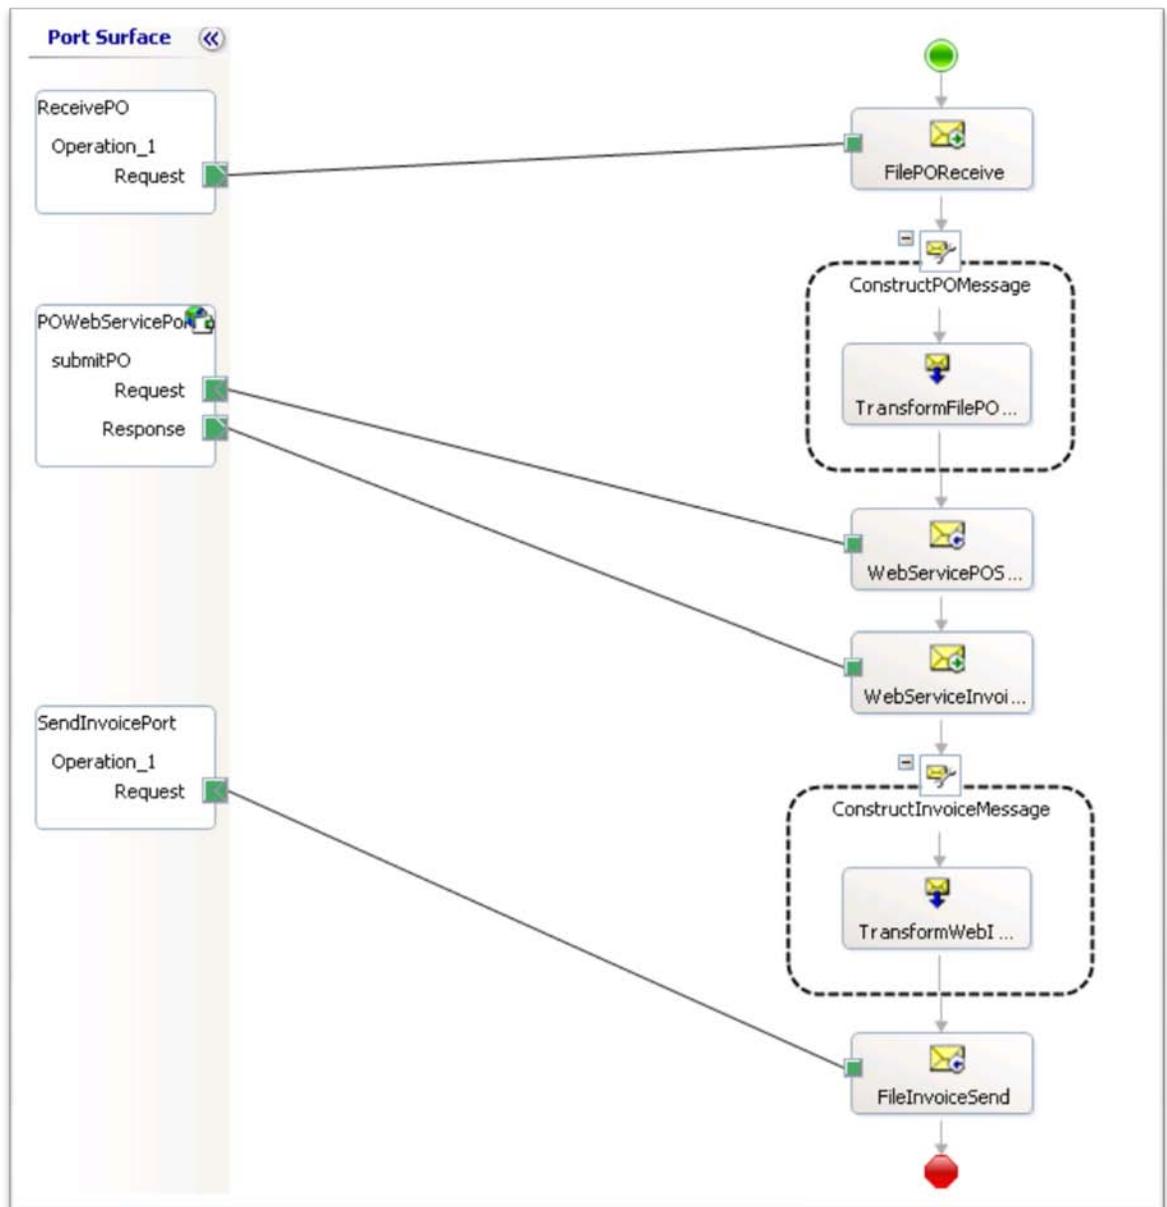 Port Surface
ReceivePO
Operation_1
Request
FilePOReceive
ConstructPOMessage
TransformFilePO...
POWebServicePor
submitPO
Request
Response
WebServicePOS...
WebServiceInvoi...
SendInvoicePort
Operation_1
Request
ConstructInvoiceMessage
TransformWebI...
FileInvoiceSend